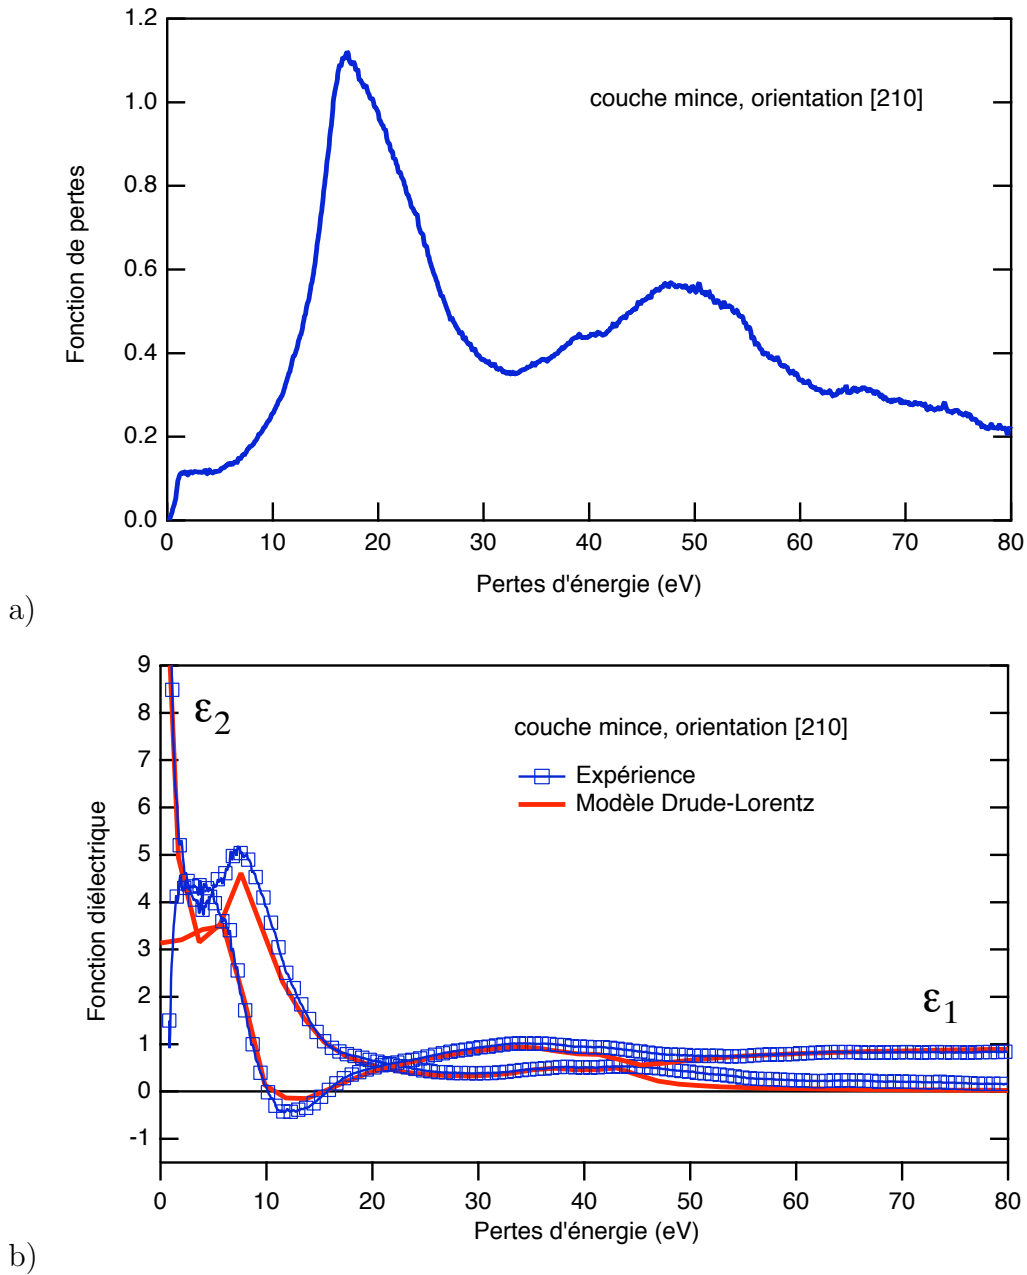 1.2
1.0
0.8
0.6
0.4
0.2
0.0
Fonction de pertes
couche mince, orientation [210]
0 10 20 30 40 50 60 70 80
Pertes d'énergie (eV)
a)
9
8
7
6
5
4
3
2
1
0
-1
Fonction diélectrique
ε2
couche mince, orientation [210]
Expérience
Modèle Drude-Lorentz
ε1
0 10 20 30 40 50 60 70 80
Pertes d'énergie (eV)
b)